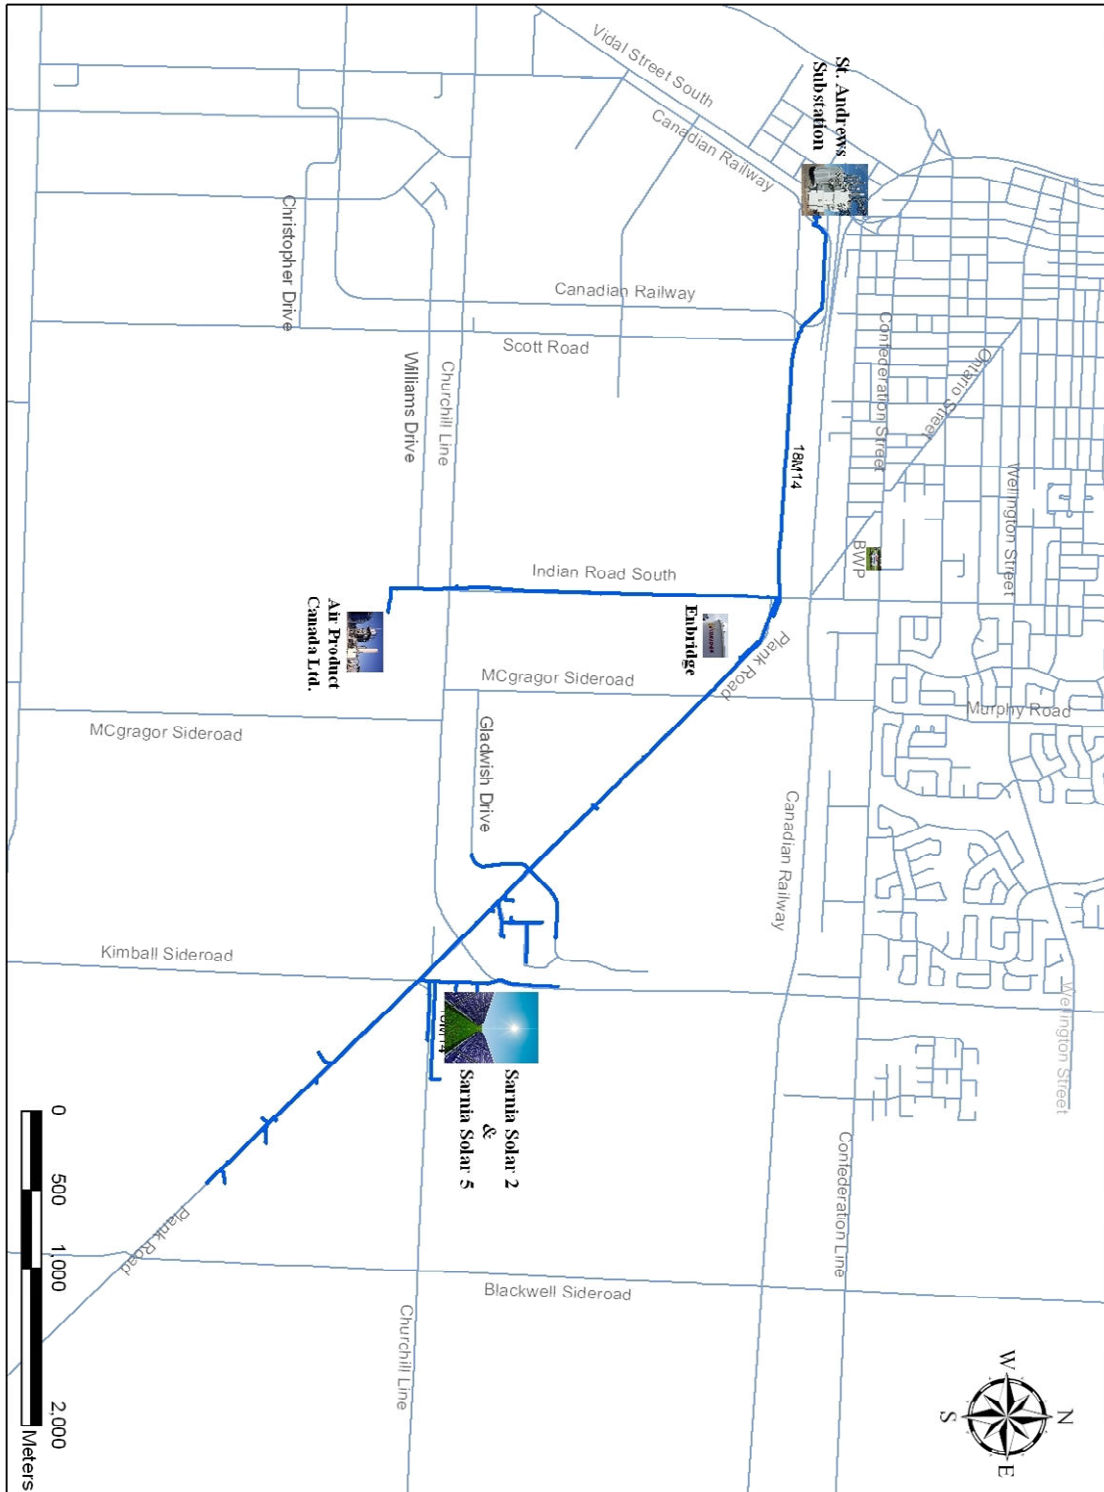 St. Andrews
Substation
Vidal Street South
Canadian Railway
Christopher Drive
Canadian Railway
Scott Road
Williams Drive
Churchill Line
Confederation Street
Ontario Street
Wellington Street
18M14
BWP
Indian Road South
Air Product
Canada Ltd.
Enbridge
Plank Road
MCgragor Sideroad
MCgragor Sideroad
Murphy Road
Gladwish Drive
Canadian Railway
Kimball Sideroad
Wellington Street
18M14
Sarnia Solar 2
&
Sarnia Solar 5
Confederation Line
Plank Road
Blackwell Sideroad
Churchill Line
0 500 1,000 2,000
Meters
N
W E
S